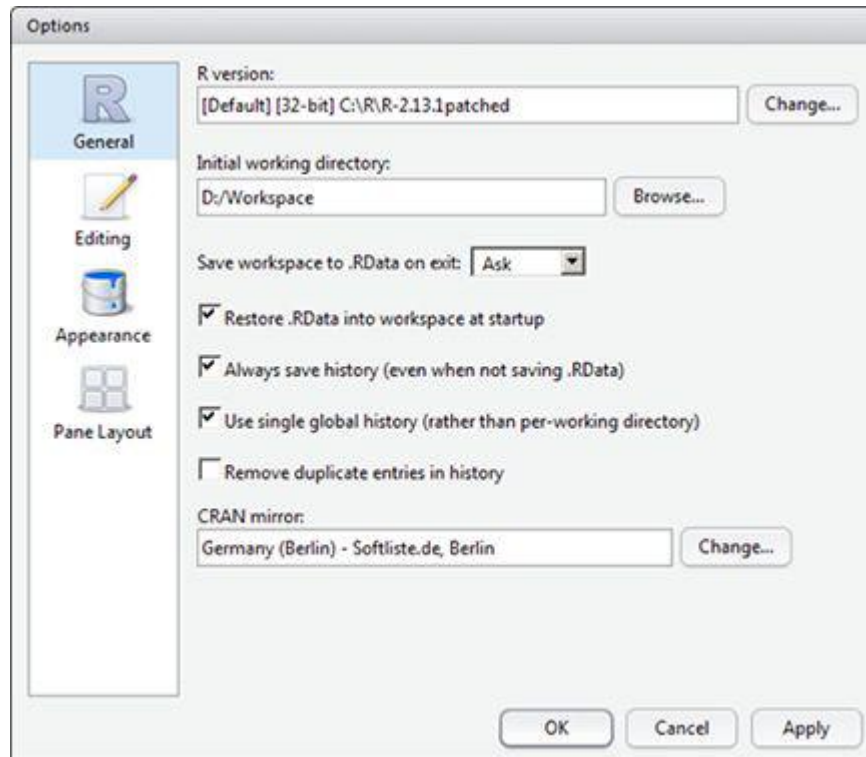 Options
General
Editing
Appearance
Pane Layout
R version:
[Default] [32-bit] C:\R\R-2.13.1patched
Change...
Initial working directory:
D:/Workspace
Browse...
Save workspace to .RData on exit: Ask
Restore .RData into workspace at startup
Always save history (even when not saving .RData)
Use single global history (rather than per-working directory)
Remove duplicate entries in history
CRAN mirror:
Germany (Berlin) - Softliste.de, Berlin
Change...
OK Cancel Apply